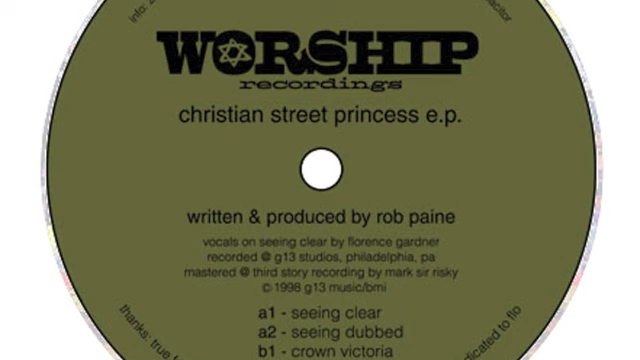 info:
WORSHIP
recordings
christian street princess e.p.
written & produced by rob paine
vocals on seeing clear by florence gardner
recorded @ g13 studios, philadelphia, pa
mastered @ third story recording by mark sir risky
© 1998 g13 music/bmi
a1 - seeing clear
a2 - seeing dubbed
b1 - crown victoria
thanks: true
dedicated to flo